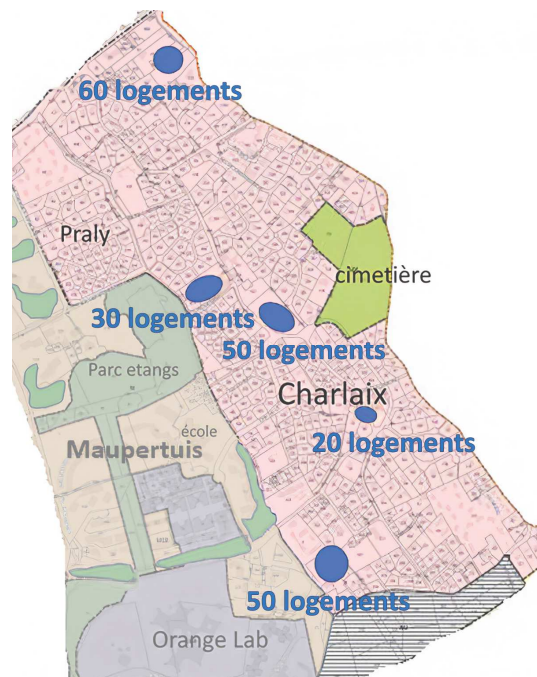 60 logements
Praly
cimetière
30 logements
50 logements
Parc etangs
Charlaix
20 logements
école
Maupertuis
50 logements
Orange Lab